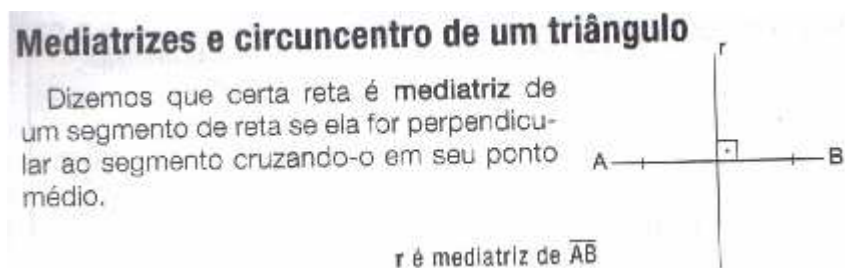 Mediatrizes e circuncentro de um triângulo
r
Dizemos que certa reta é mediatriz de
um segmento de reta se ela for perpendicu-
lar ao segmento cruzando-o em seu ponto
médio.
A
B
r é mediatriz de A͞B͞